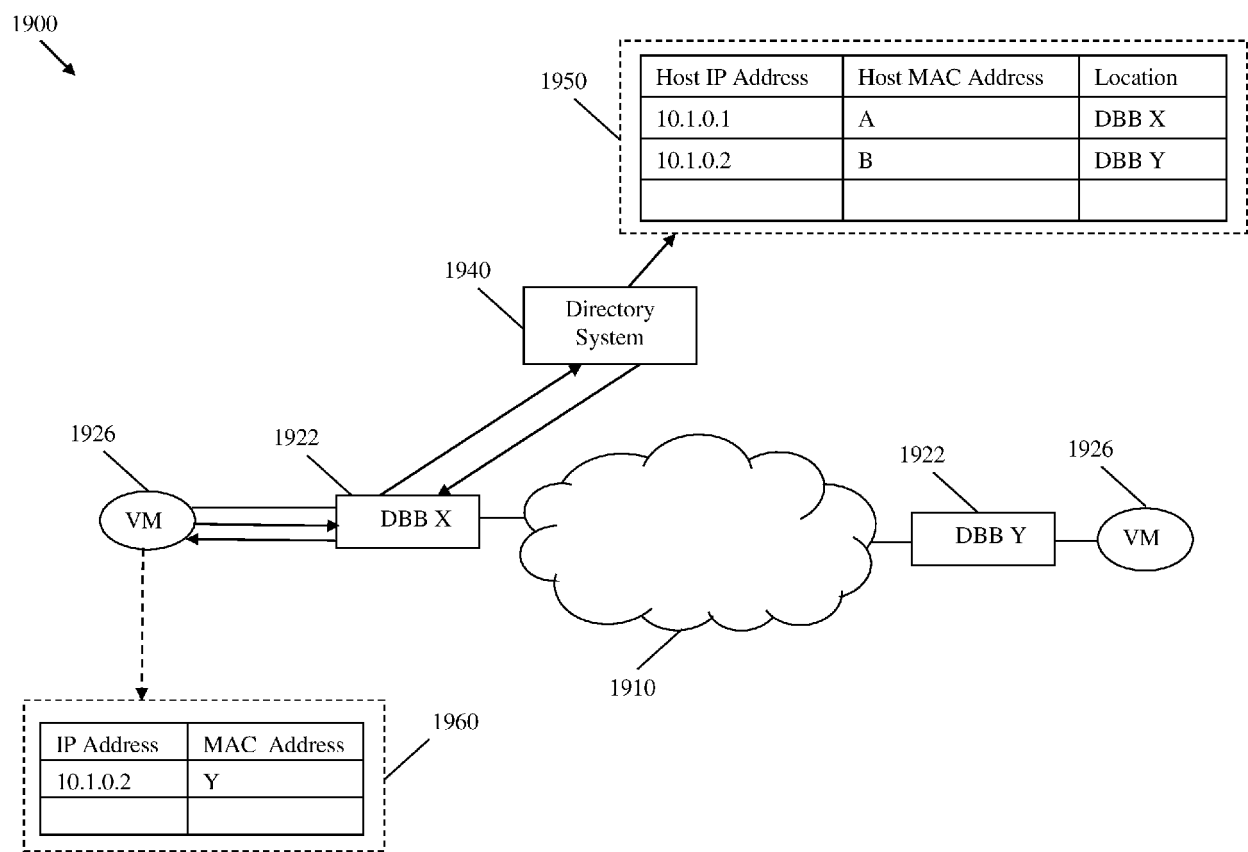 1900
1950
Host IP Address Host MAC Address Location
10.1.0.1 A DBB X
10.1.0.2 B DBB Y
1940
Directory
System
1926
1922
VM
DBB X
1922
1926
DBB Y
VM
1910
1960
IP Address MAC Address
10.1.0.2 Y